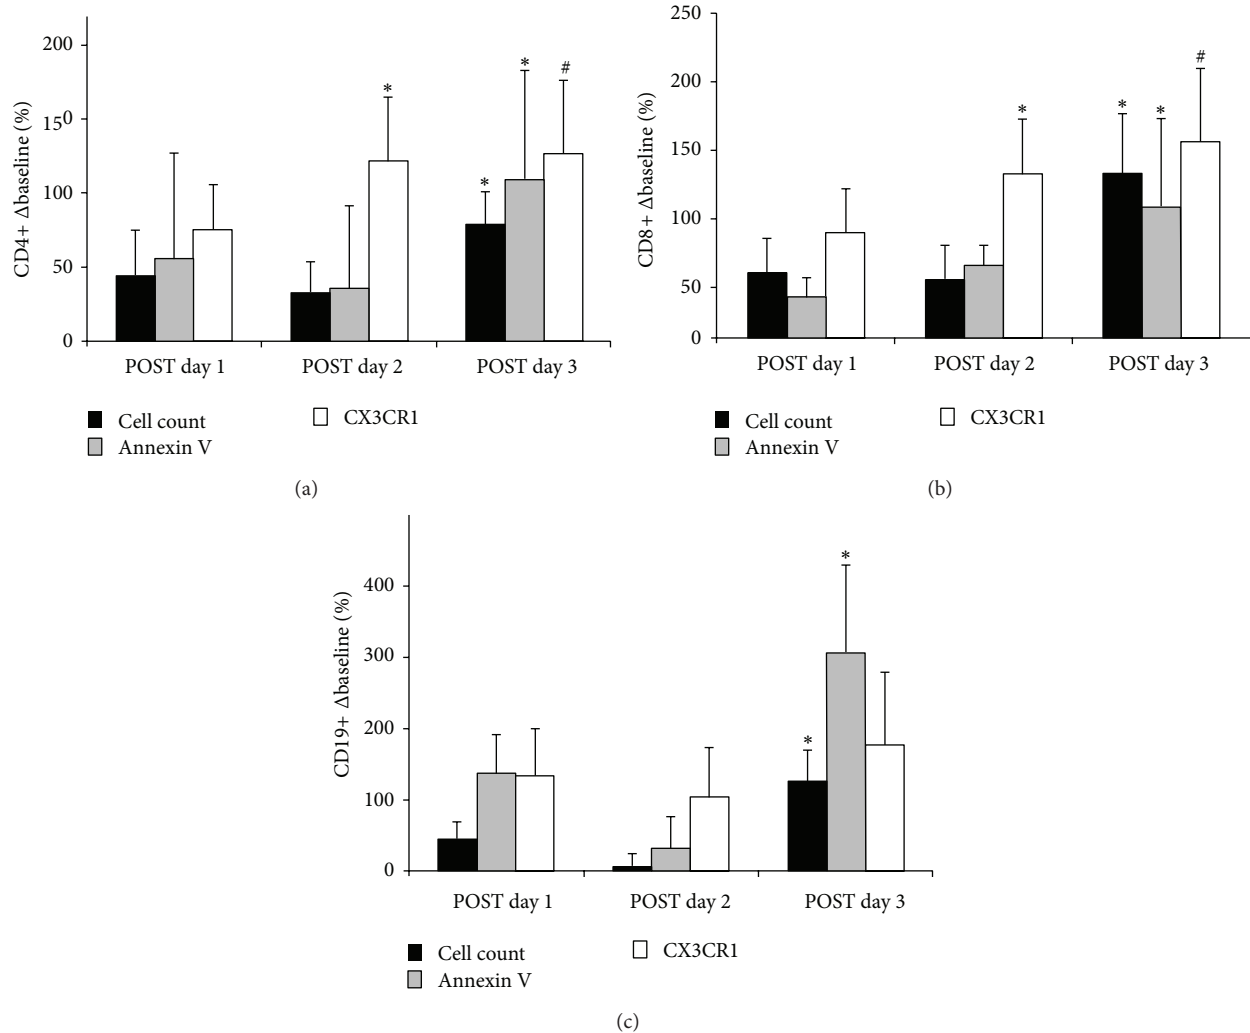 CD4+ Δbaseline (%)
200
150
100
50
0
*
*
*
*
#
POST day 1 POST day 2 POST day 3
Cell count CX3CR1
Annexin V
(a)
CD8+ Δbaseline (%)
250
200
150
100
50
0
*
*
*
#
POST day 1 POST day 2 POST day 3
Cell count CX3CR1
Annexin V
(b)
CD19+ Δbaseline (%)
400
300
200
100
0
*
*
POST day 1 POST day 2 POST day 3
Cell count CX3CR1
Annexin V
(c)